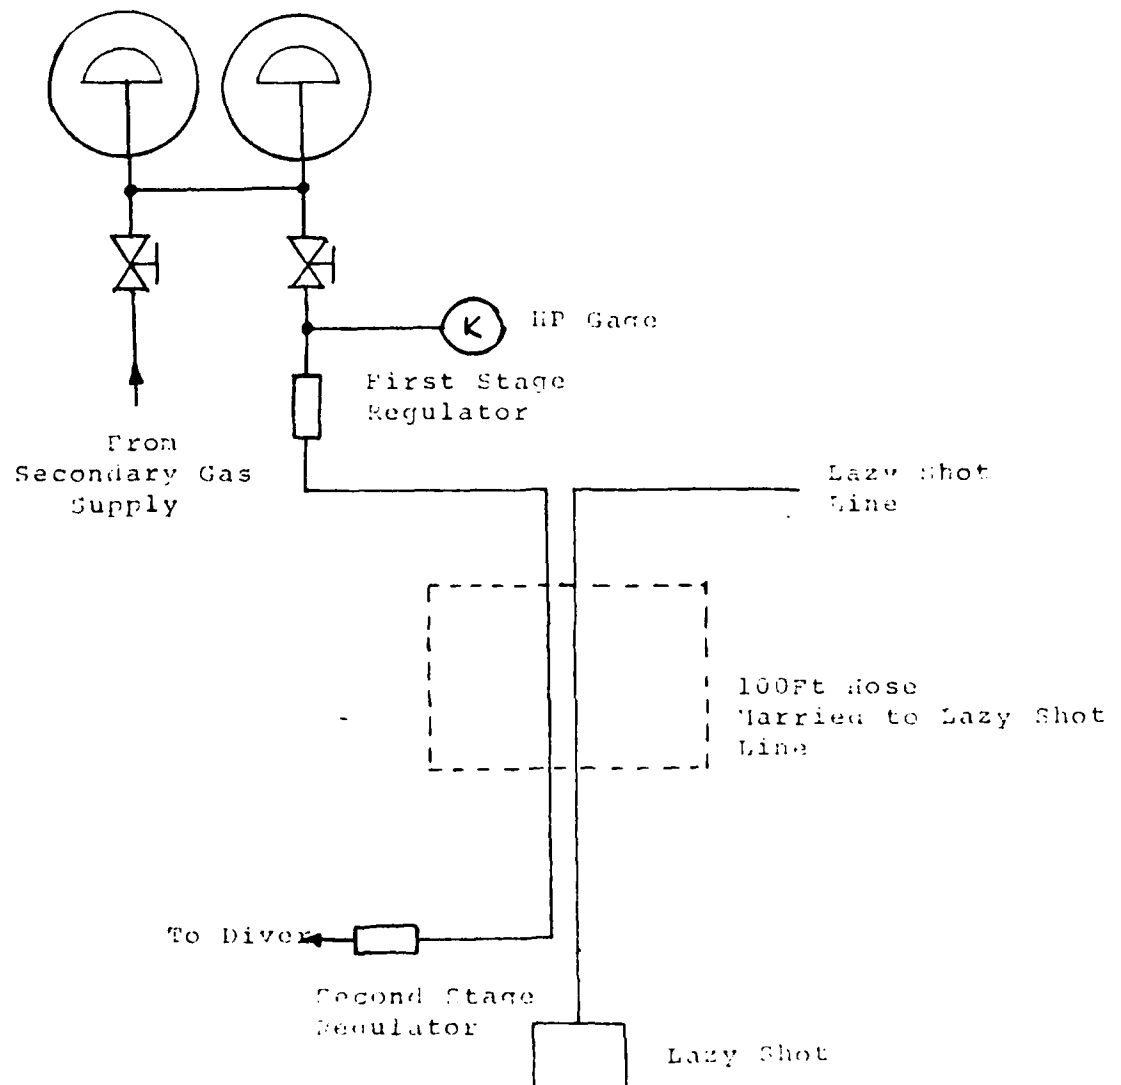 K
HP Gage
First Stage
Regulator
From
Secondary Gas
Supply
Lazy Shot
Line
100Ft Hose
Married to Lazy Shot
Line
To Diver
Second Stage
Regulator
Lazy Shot